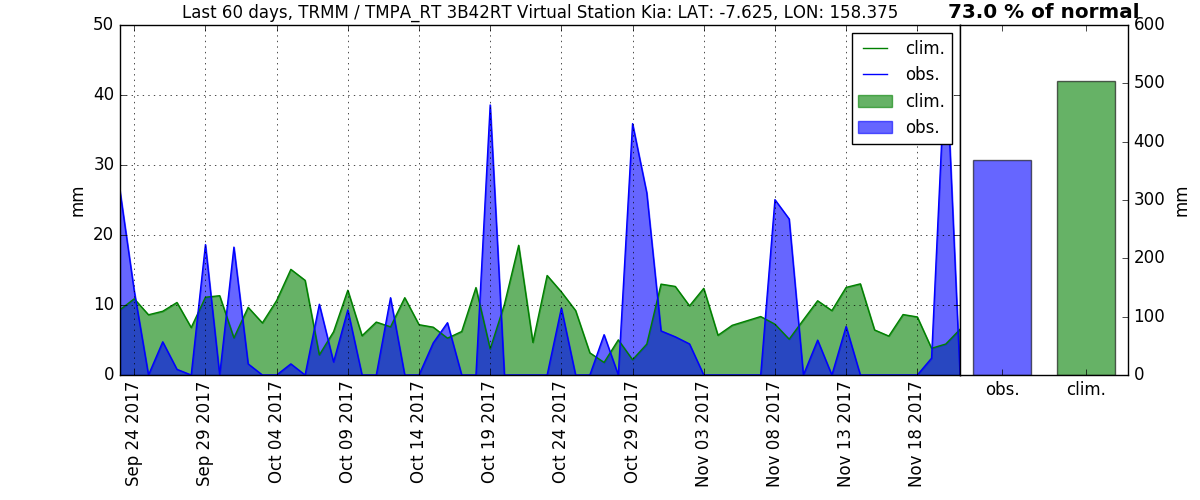 Last 60 days, TRMM / TMPA_RT 3B42RT Virtual Station Kia: LAT: -7.625, LON: 158.375
73.0 % of normal
50
40
30
20
10
0
mm
clim.
obs.
clim.
obs.
Sep 24 2017
Sep 29 2017
Oct 04 2017
Oct 09 2017
Oct 14 2017
Oct 19 2017
Oct 24 2017
Oct 29 2017
Nov 03 2017
Nov 08 2017
Nov 13 2017
Nov 18 2017
600
500
400
300
200
100
0
mm
obs.
clim.